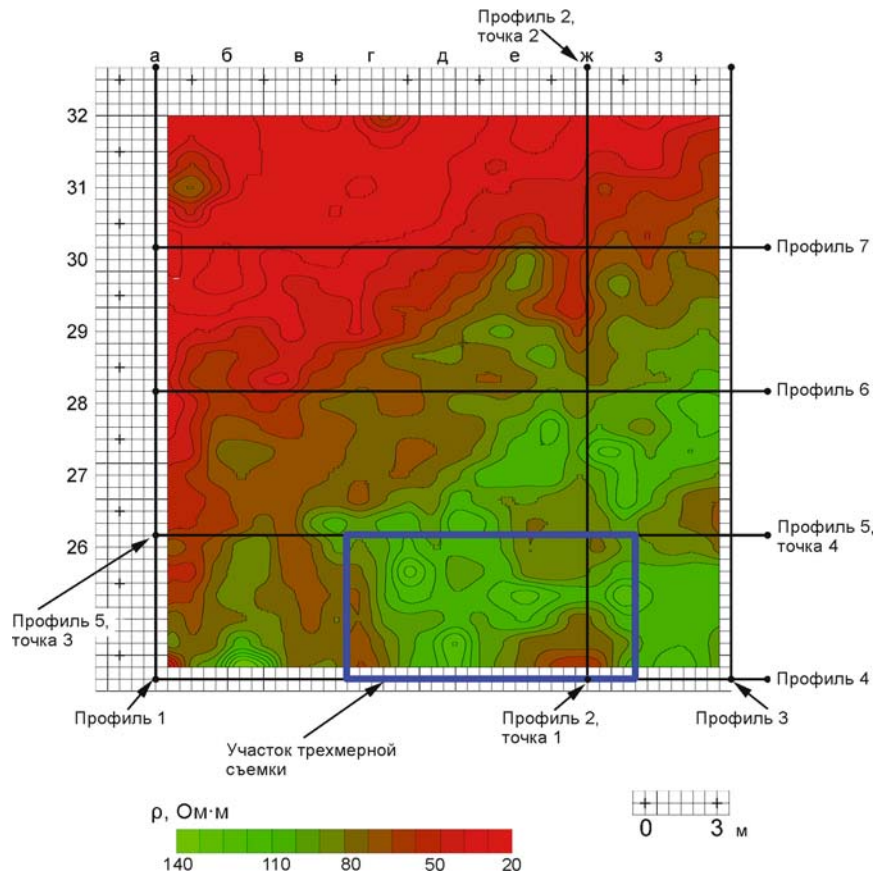 Профиль 2,
точка 2
а б в г д е ж з
32
31
30
29
28
27
26
Профиль 7
Профиль 6
Профиль 5,
точка 4
Профиль 5,
точка 3
Профиль 4
Профиль 1
Участок трехмерной
съемки
Профиль 2,
точка 1
Профиль 3
ρ, Ом·м
140 110 80 50 20
0 3 м